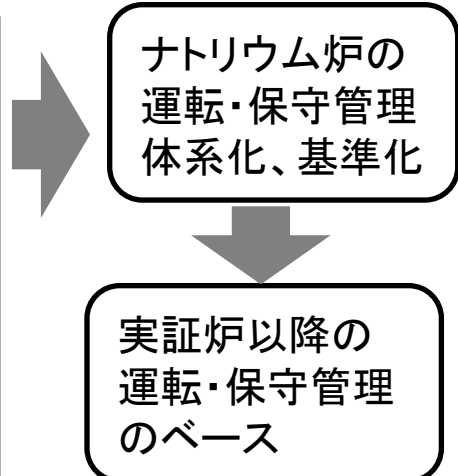 ナトリウム炉の
運転・保守管理
体系化、基準化
実証炉以降の
運転・保守管理
のベース